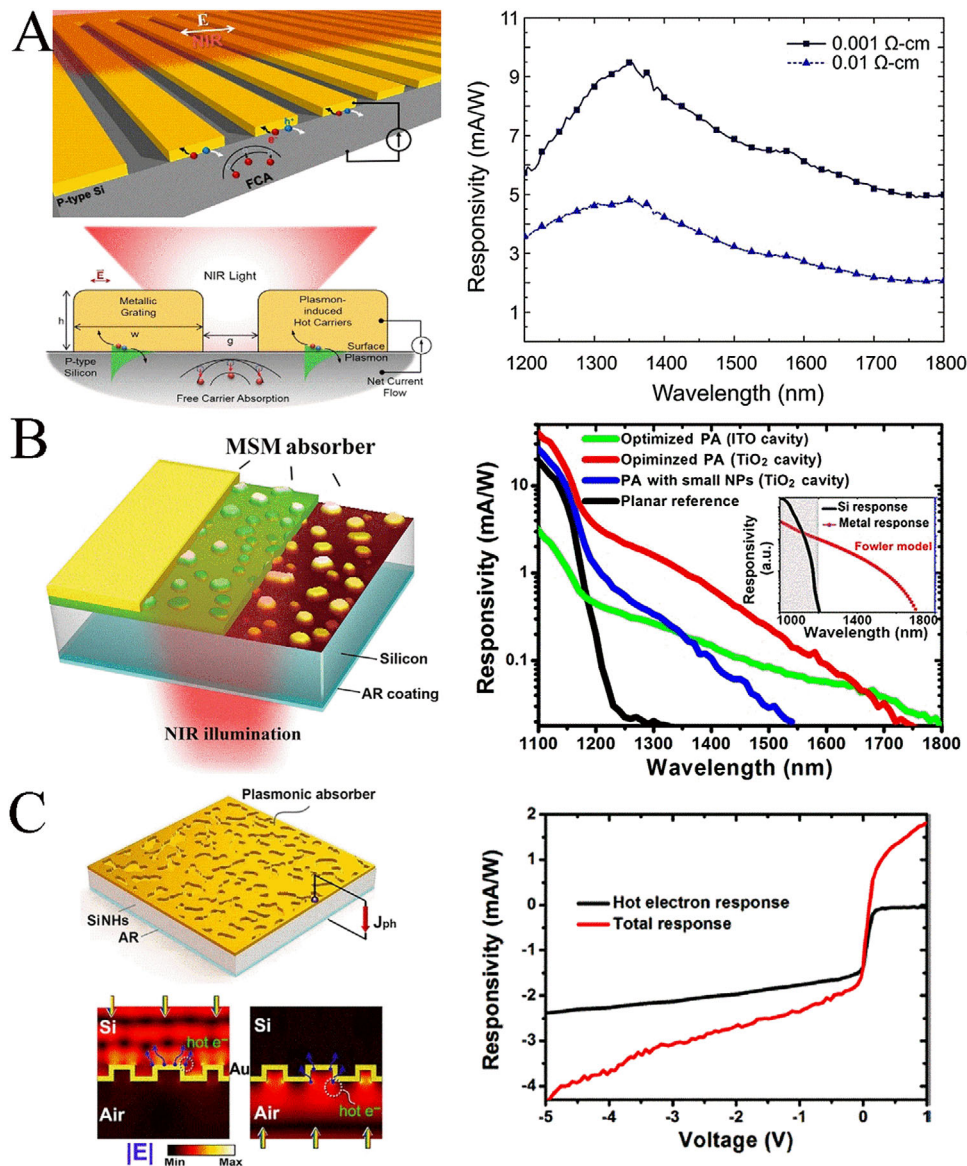 A
E
NIR
h⁺
e⁻
FCA
P-type Si
E
NIR Light
Metallic
Grating
Plasmon-
induced
Hot Carriers
h
w
g
Surface
Plasmon
P-type
Silicon
Net Current
Flow
Free Carrier Absorption
0.001 Ω-cm
0.01 Ω-cm
Responsivity (mA/W)
11
9
7
5
3
1
1200 1300 1400 1500 1600 1700 1800
Wavelength (nm)
B
MSM absorber
Silicon
AR coating
NIR illumination
Optimized PA (ITO cavity)
Opiminzed PA (TiO₂ cavity)
PA with small NPs (TiO₂ cavity)
Planar reference
Responsivity (mA/W)
10
1
0.1
Si response
Metal response
Fowler model
Responsivity
(a.u.)
1000 1400 1800
Wavelength (nm)
1100 1200 1300 1400 1500 1600 1700 1800
Wavelength (nm)
C
Plasmonic absorber
SiNHs
AR
Jph
Si
hot e⁻
Au
Air
Si
Air
hot e⁻
|E|
Min Max
Hot electron response
Total response
Responsivity (mA/W)
2
1
0
-1
-2
-3
-4
-5 -4 -3 -2 -1 0 1
Voltage (V)